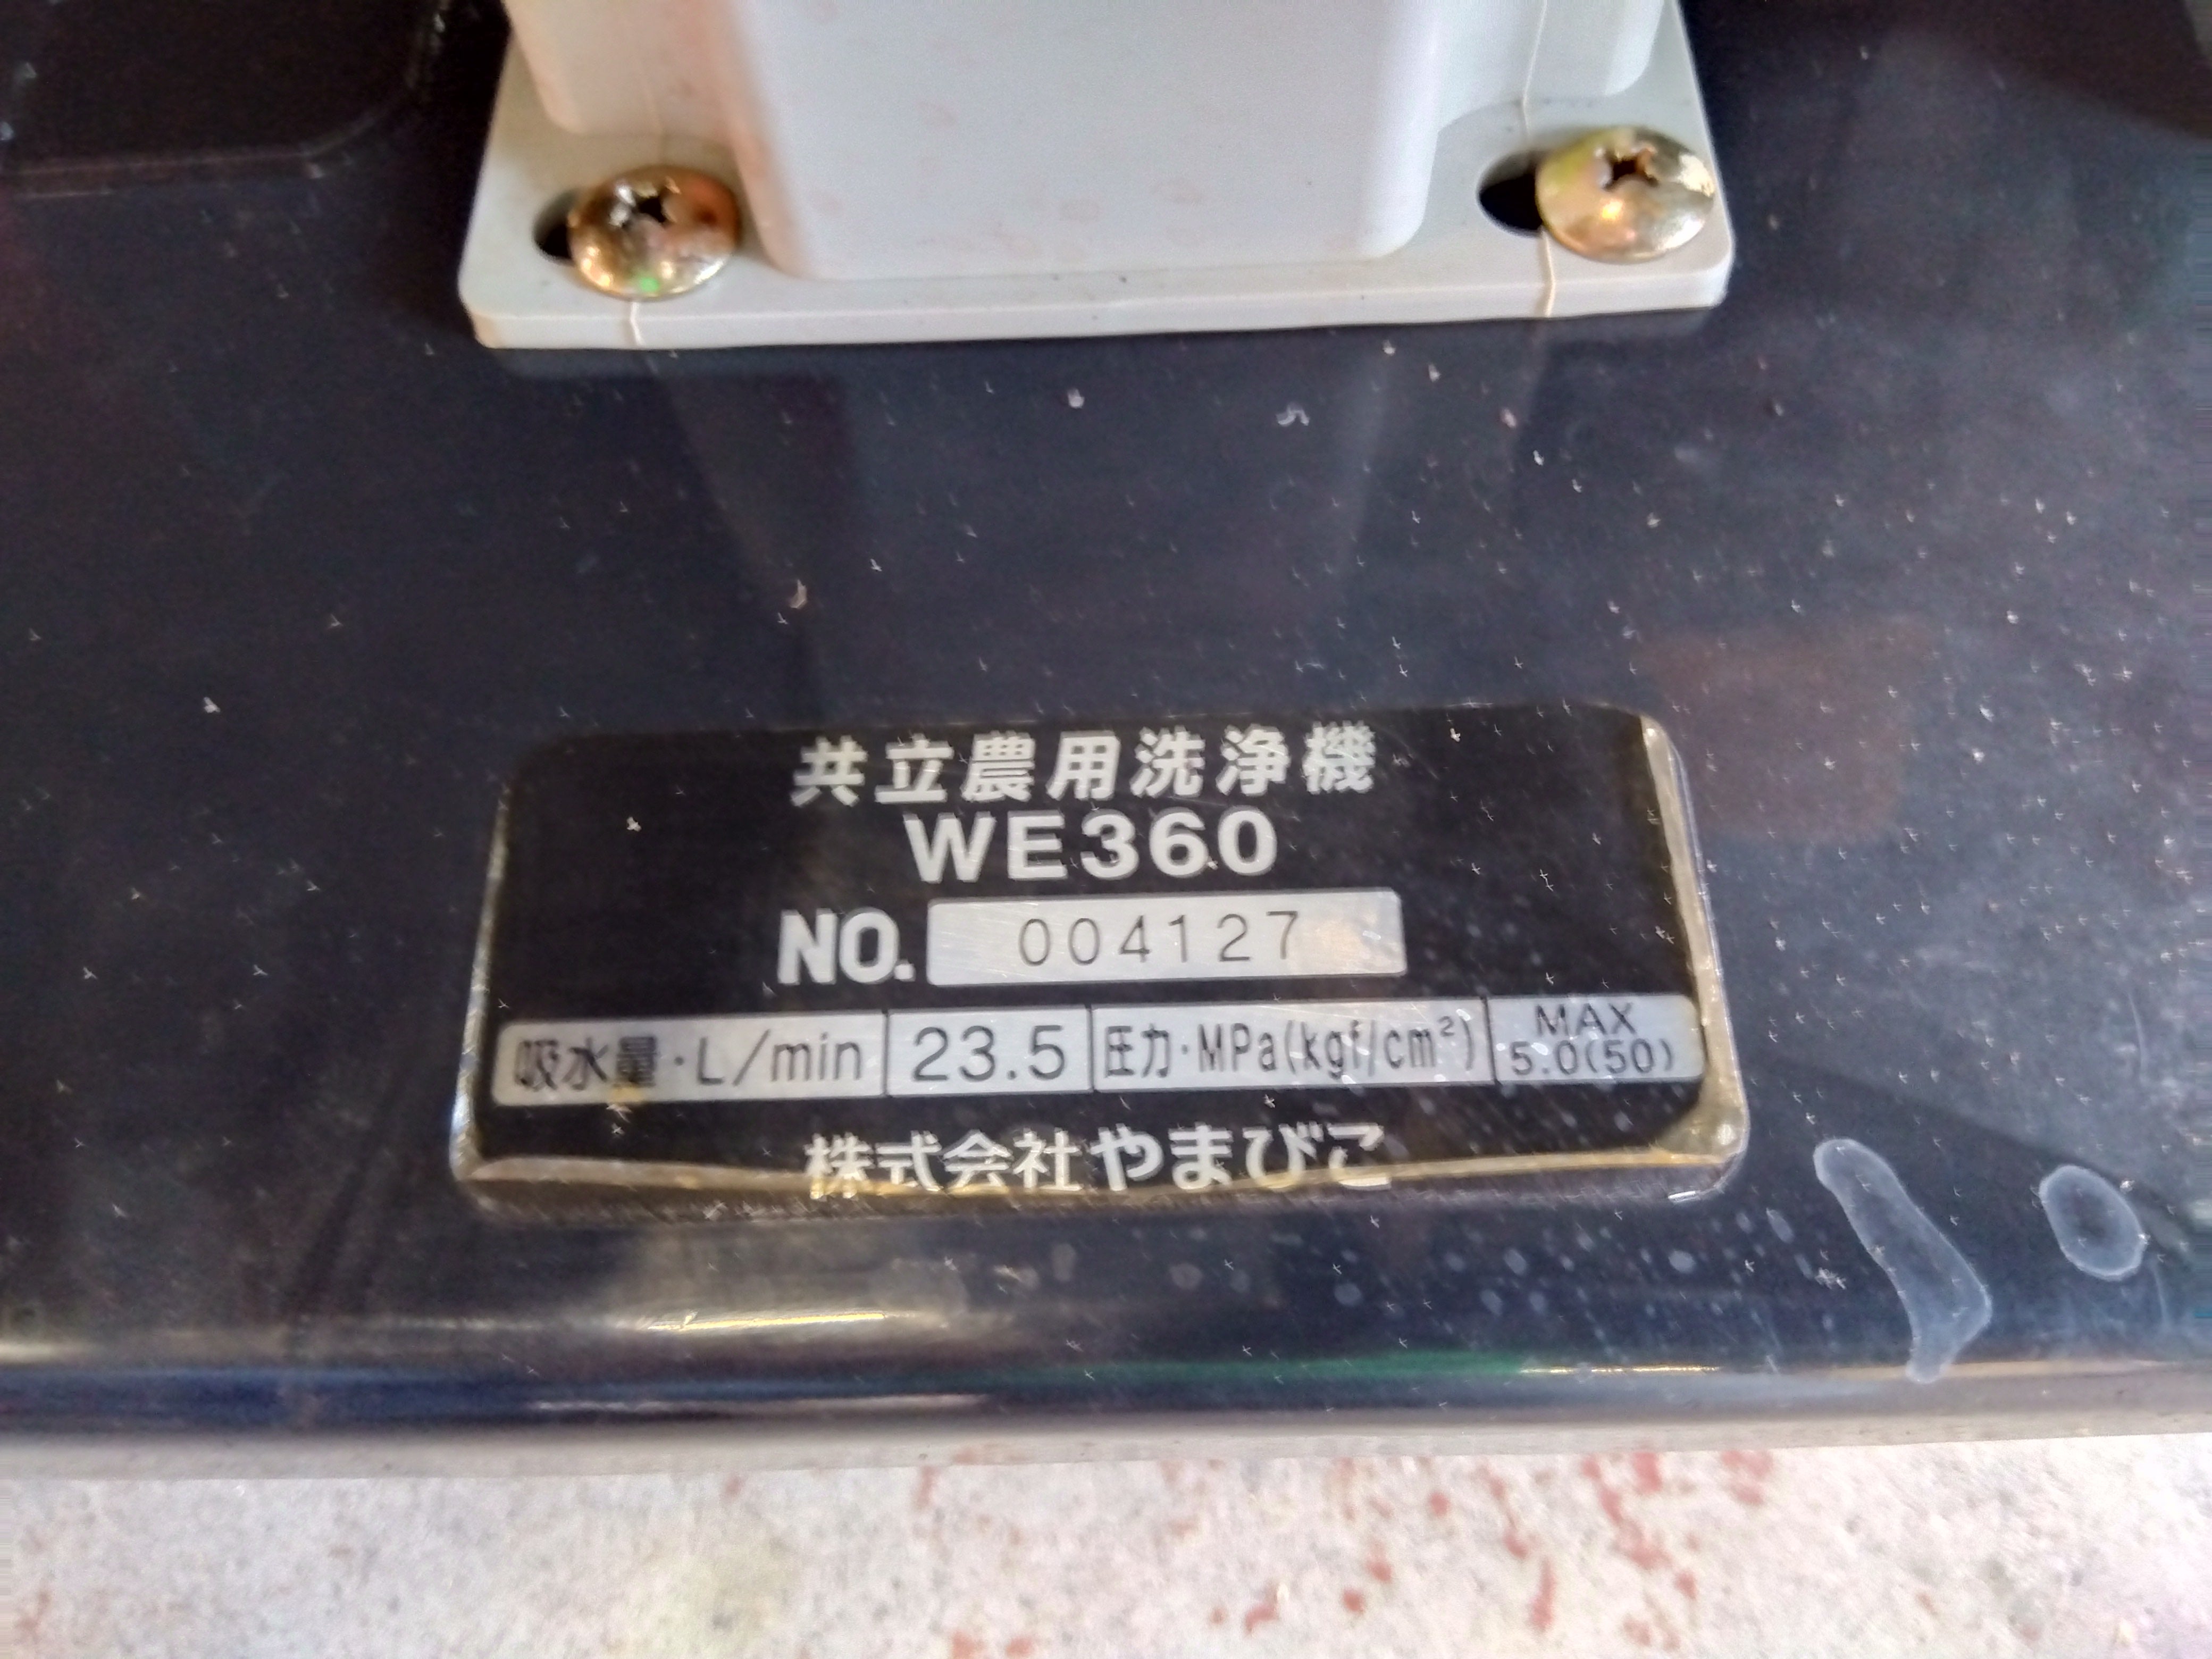 共立農用洗浄機
WE360
NO. 004127
吸水量・L/min 23.5 圧力・MPa(kgf/cm²) MAX 5.0(50)
株式会社やまびこ